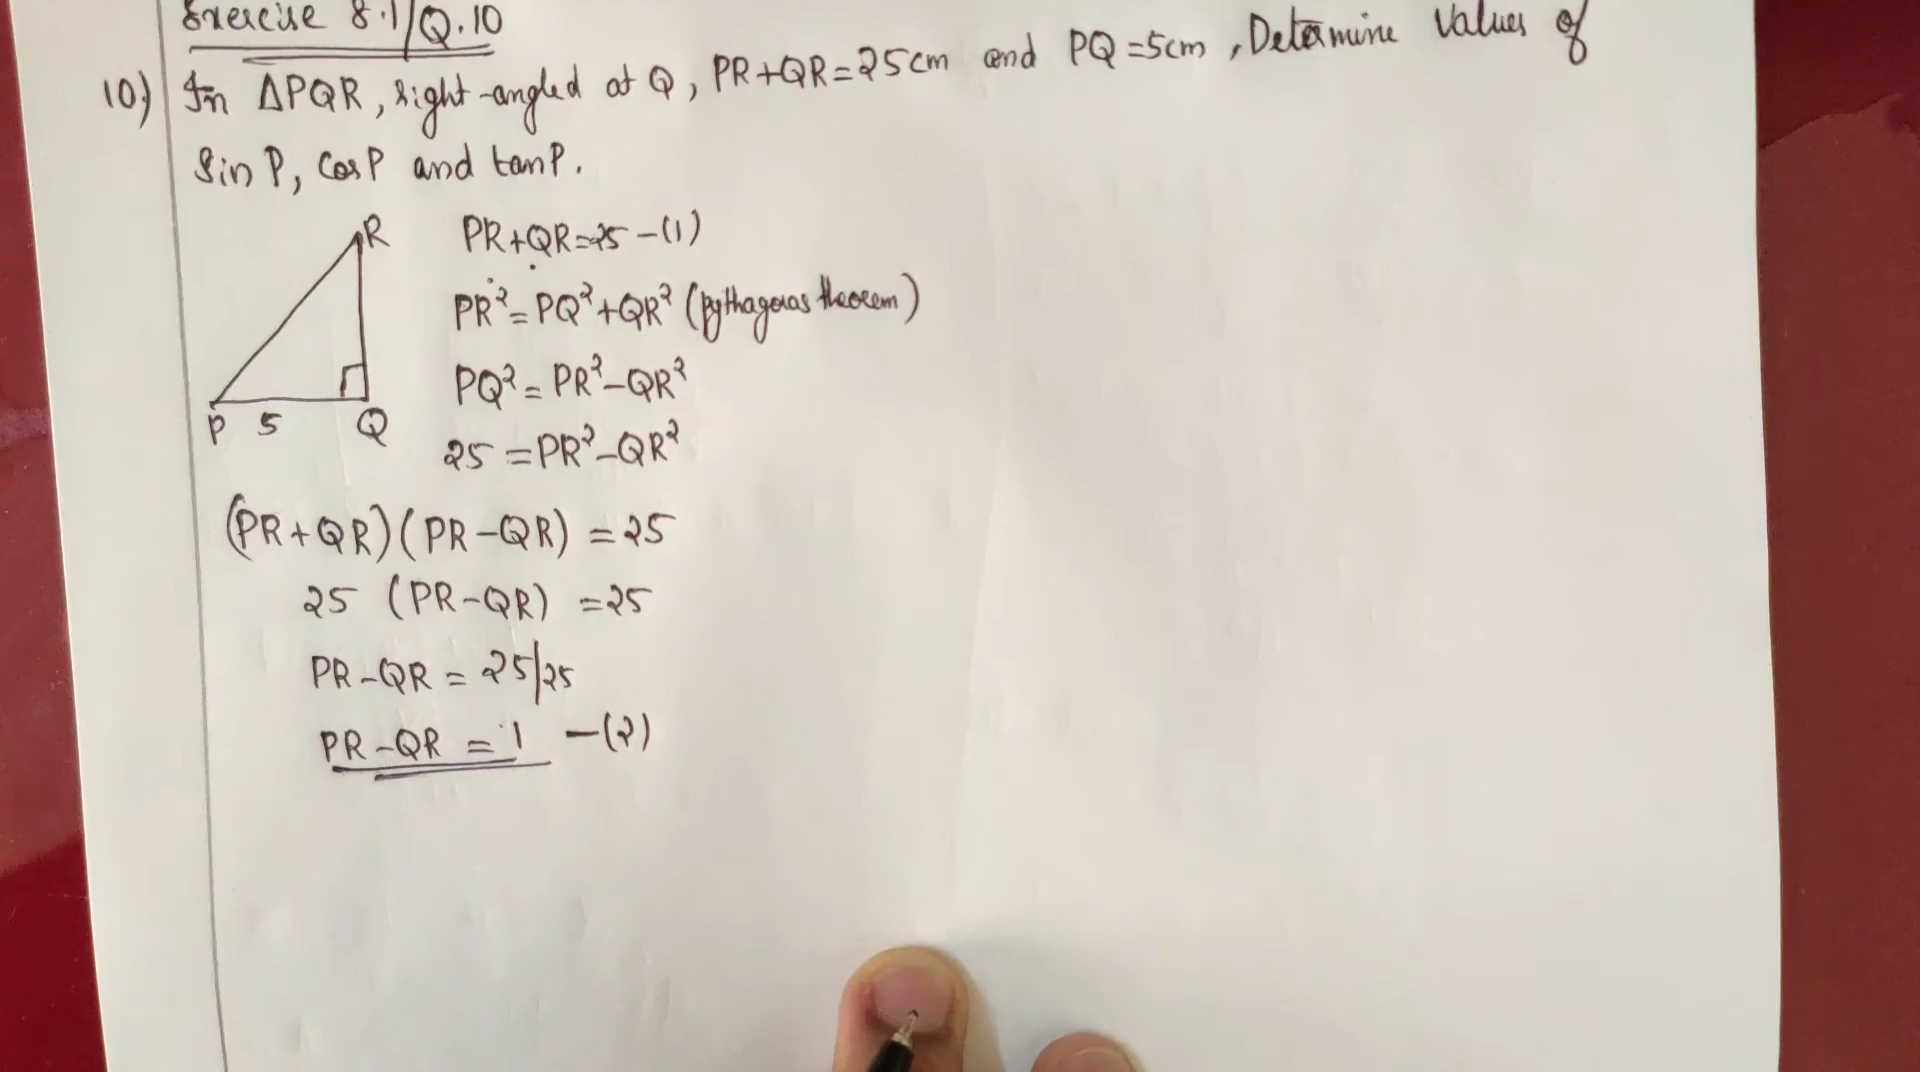 Exercise 8.1/Q.10
10) In ΔPQR, right-angled at Q, PR+QR=25cm and PQ=5cm, Determine values of
Sin P, Cos P and tan P.
R
PR+QR=25 -(1)
PR²=PQ²+QR² (pythagoras theorem)
PQ²=PR²-QR²
P 5 Q
25=PR²-QR²
(PR+QR)(PR-QR)=25
25 (PR-QR) =25
PR-QR = 25/25
PR-QR = 1 -(2)